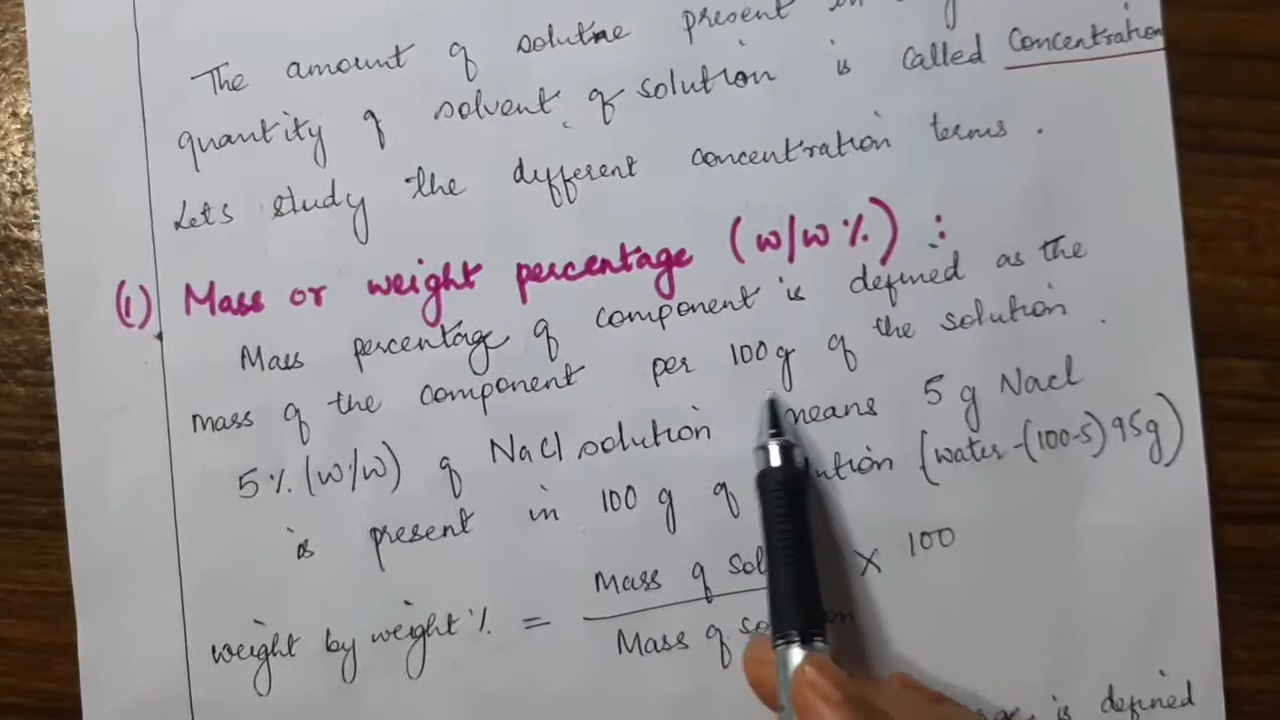 The amount of solutne present in
quantity of solvent of solution is called Concentration
Lets study the different concentration terms.
(1) Mass or weight percentage (w/w %) :
Mass percentage of component is defined as the
mass of the component per 100g of the solution.
5% (w/w) of NaCl solution means 5 g Nacl
is present in 100 g of (water-(100-5) 95g)
weight by weight % = Mass of × 100
Mass of
is defined